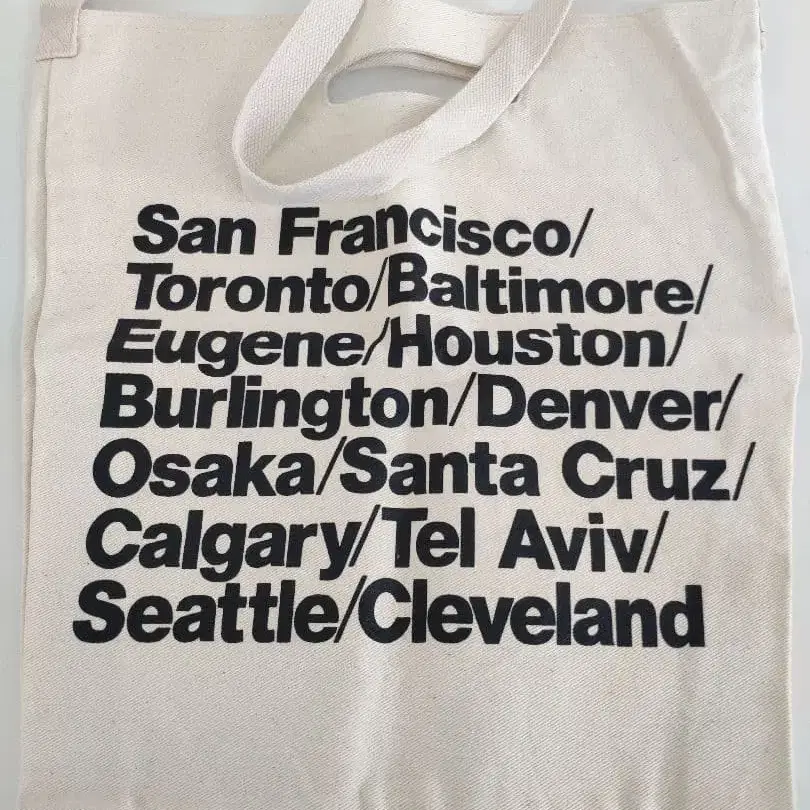 San Francisco/
Toronto/Baltimore/
Eugene/Houston/
Burlington/Denver/
Osaka/Santa Cruz/
Calgary/Tel Aviv/
Seattle/Cleveland